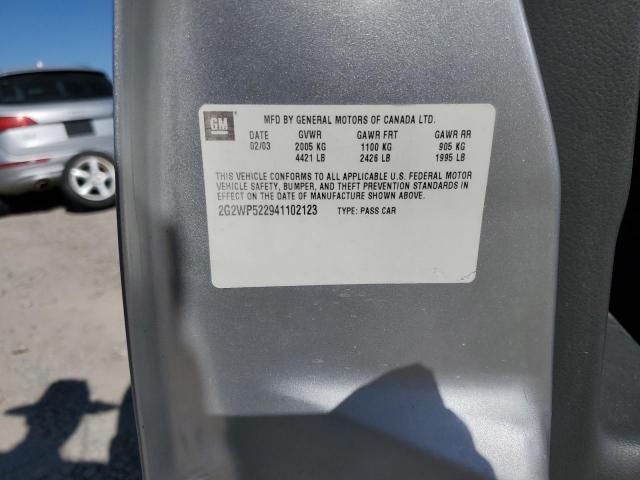 GM
MFD BY GENERAL MOTORS OF CANADA LTD.
DATE GVWR GAWR FRT GAWR RR
02/03 2005 KG 1100 KG 905 KG
4421 LB 2426 LB 1995 LB
THIS VEHICLE CONFORMS TO ALL APPLICABLE U.S. FEDERAL MOTOR
VEHICLE SAFETY, BUMPER, AND THEFT PREVENTION STANDARDS IN
EFFECT ON THE DATE OF MANUFACTURE SHOWN ABOVE.
2G2WP522941102123 TYPE: PASS CAR